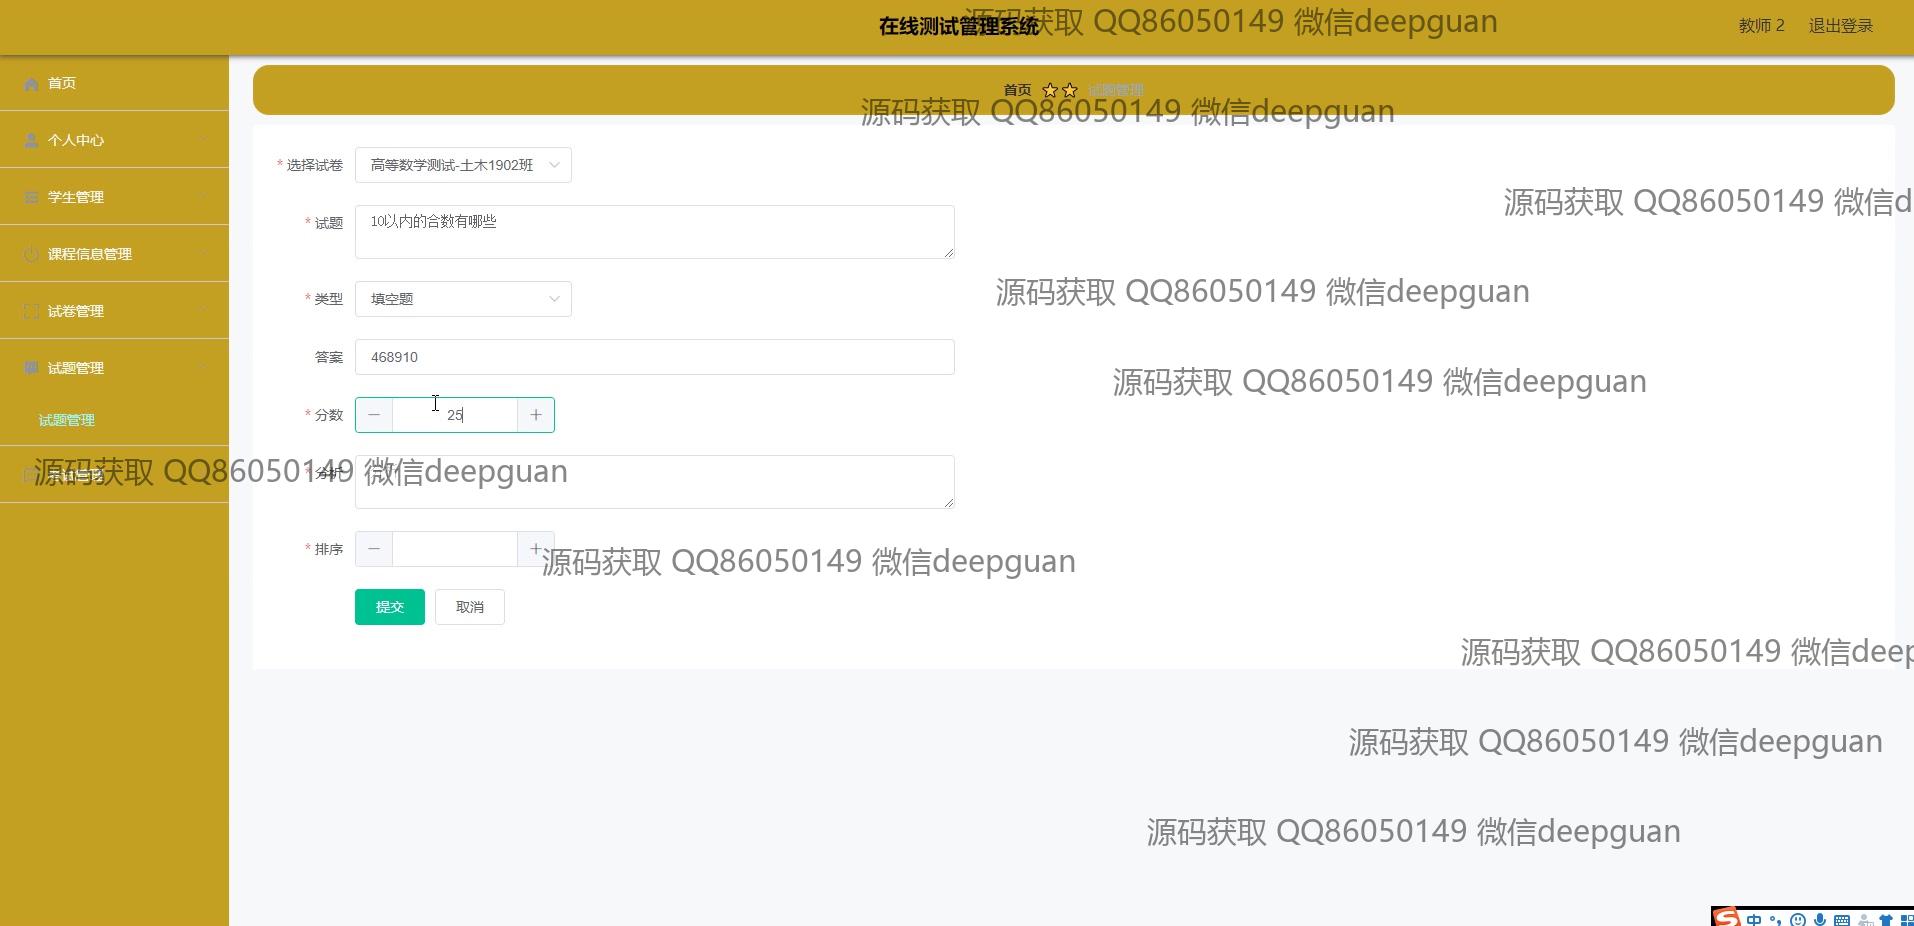 在线测试管理系统
源码获取 QQ86050149 微信deepguan
教师 2
退出登录
首页
个人中心
学生管理
课程信息管理
试卷管理
试题管理
试题管理
首页
试题管理
源码获取 QQ86050149 微信deepguan
* 选择试卷
高等数学测试-土木1902班
源码获取 QQ86050149 微信d
* 试题
10以内的合数有哪些
源码获取 QQ86050149 微信deepguan
* 类型
填空题
答案
468910
源码获取 QQ86050149 微信deepguan
* 分数
25
源码获取 QQ86050149 微信deepguan
* 分析
* 排序
源码获取 QQ86050149 微信deepguan
提交
取消
源码获取 QQ86050149 微信deep
源码获取 QQ86050149 微信deepguan
源码获取 QQ86050149 微信deepguan
中